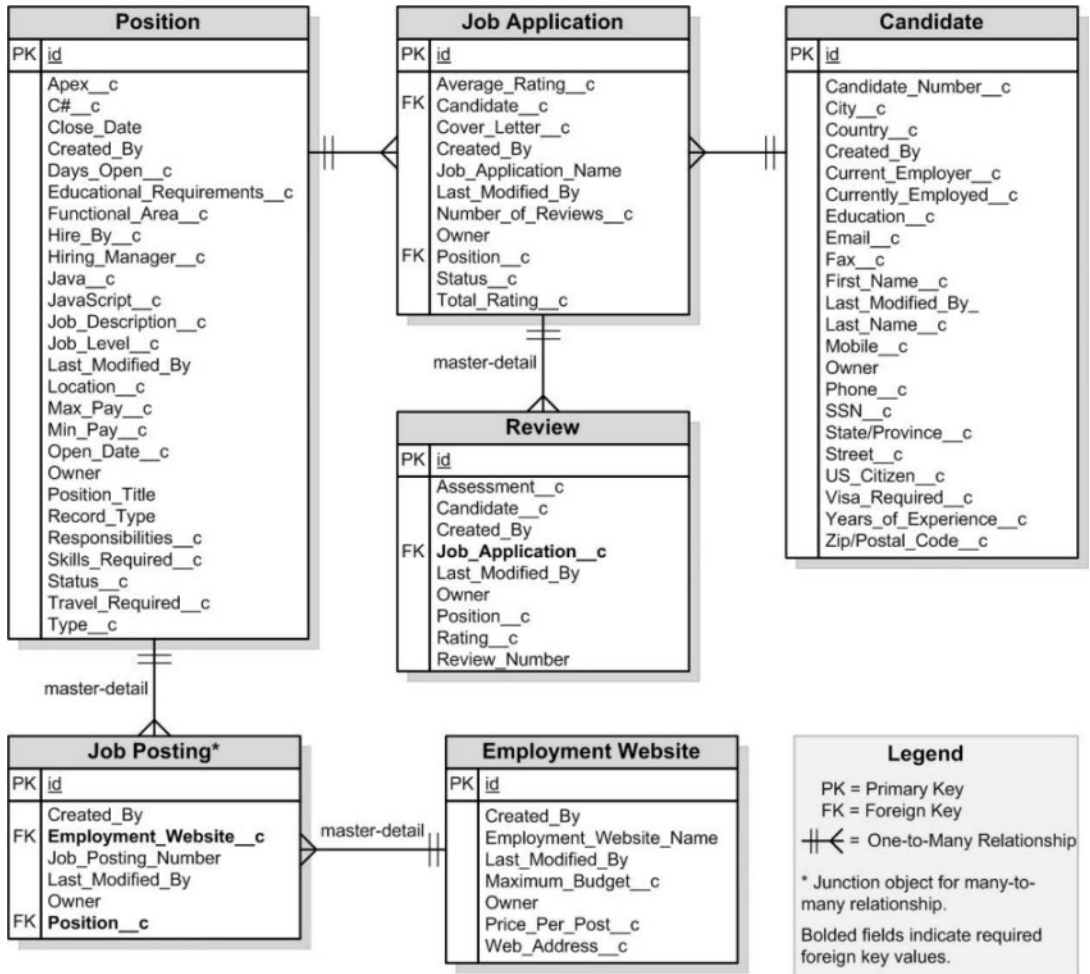 Position
PK id
Apex__c
C#__c
Close_Date
Created_By
Days_Open__c
Educational_Requirements__c
Functional_Area__c
Hire_By__c
Hiring_Manager__c
Java__c
JavaScript__c
Job_Description__c
Job_Level__c
Last_Modified_By
Location__c
Max_Pay__c
Min_Pay__c
Open_Date__c
Owner
Position_Title
Record_Type
Responsibilities__c
Skills_Required__c
Status__c
Travel_Required__c
Type__c
Job Application
PK id
Average_Rating__c
FK Candidate__c
Cover_Letter__c
Created_By
Job_Application_Name
Last_Modified_By
Number_of_Reviews__c
Owner
FK Position__c
Status__c
Total_Rating__c
Candidate
PK id
Candidate_Number__c
City__c
Country__c
Created_By
Current_Employer__c
Currently_Employed__c
Education__c
Email__c
Fax__c
First_Name__c
Last_Modified_By_
Last_Name__c
Mobile__c
Owner
Phone__c
SSN__c
State/Province__c
Street__c
US_Citizen__c
Visa_Required__c
Years_of_Experience__c
Zip/Postal_Code__c
master-detail
Review
PK id
Assessment__c
Candidate__c
Created_By
FK Job_Application__c
Last_Modified_By
Owner
Position__c
Rating__c
Review_Number
master-detail
Job Posting*
PK id
Created_By
FK Employment_Website__c
Job_Posting_Number
Last_Modified_By
Owner
FK Position__c
master-detail
Employment Website
PK id
Created_By
Employment_Website_Name
Last_Modified_By
Maximum_Budget__c
Owner
Price_Per_Post__c
Web_Address__c
Legend
PK = Primary Key
FK = Foreign Key
= One-to-Many Relationship
* Junction object for many-to-
many relationship.
Bolded fields indicate required
foreign key values.